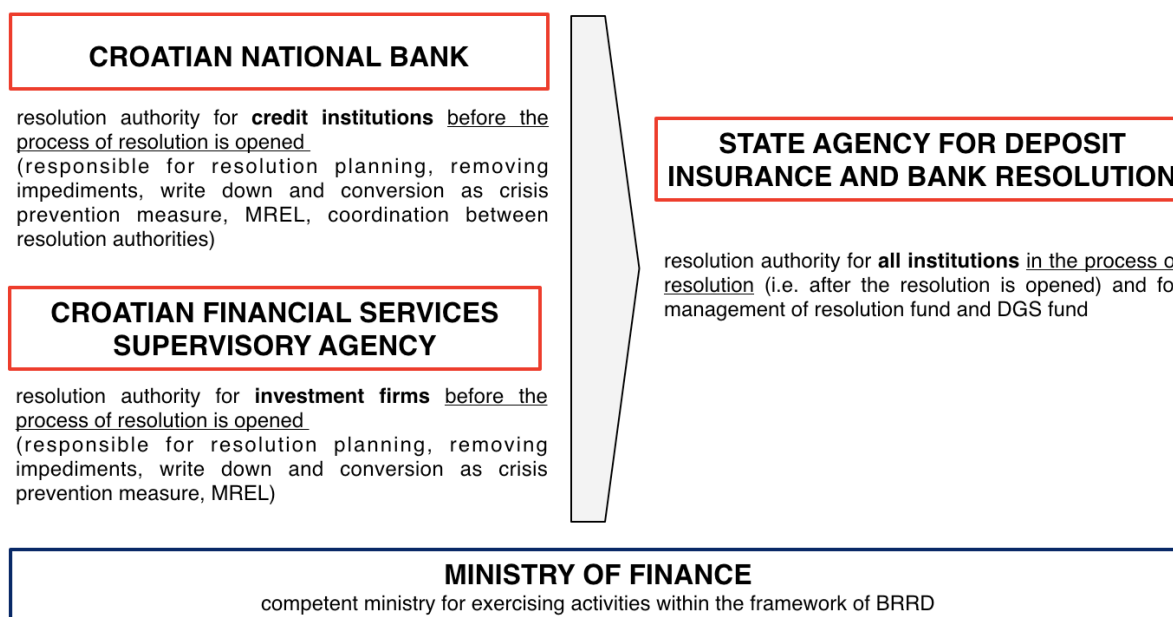 CROATIAN NATIONAL BANK
resolution authority for credit institutions before the
process of resolution is opened
(responsible for resolution planning, removing
impediments, write down and conversion as crisis
prevention measure, MREL, coordination between
resolution authorities)
CROATIAN FINANCIAL SERVICES
SUPERVISORY AGENCY
resolution authority for investment firms before the
process of resolution is opened
(responsible for resolution planning, removing
impediments, write down and conversion as crisis
prevention measure, MREL)
STATE AGENCY FOR DEPOSIT
INSURANCE AND BANK RESOLUTION
resolution authority for all institutions in the process o
resolution (i.e. after the resolution is opened) and fo
management of resolution fund and DGS fund
MINISTRY OF FINANCE
competent ministry for exercising activities within the framework of BRRD